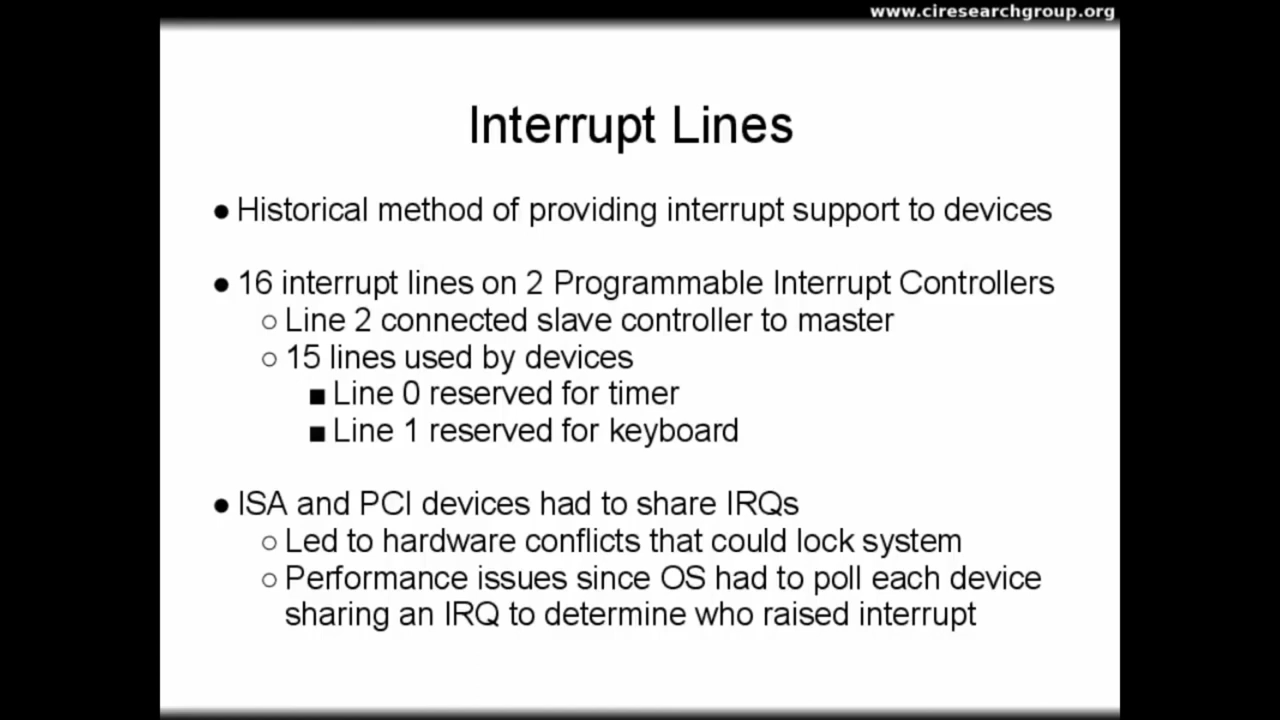 www.ciresearchgroup.org
Interrupt Lines
● Historical method of providing interrupt support to devices
● 16 interrupt lines on 2 Programmable Interrupt Controllers
○ Line 2 connected slave controller to master
○ 15 lines used by devices
■ Line 0 reserved for timer
■ Line 1 reserved for keyboard
● ISA and PCI devices had to share IRQs
○ Led to hardware conflicts that could lock system
○ Performance issues since OS had to poll each device
sharing an IRQ to determine who raised interrupt